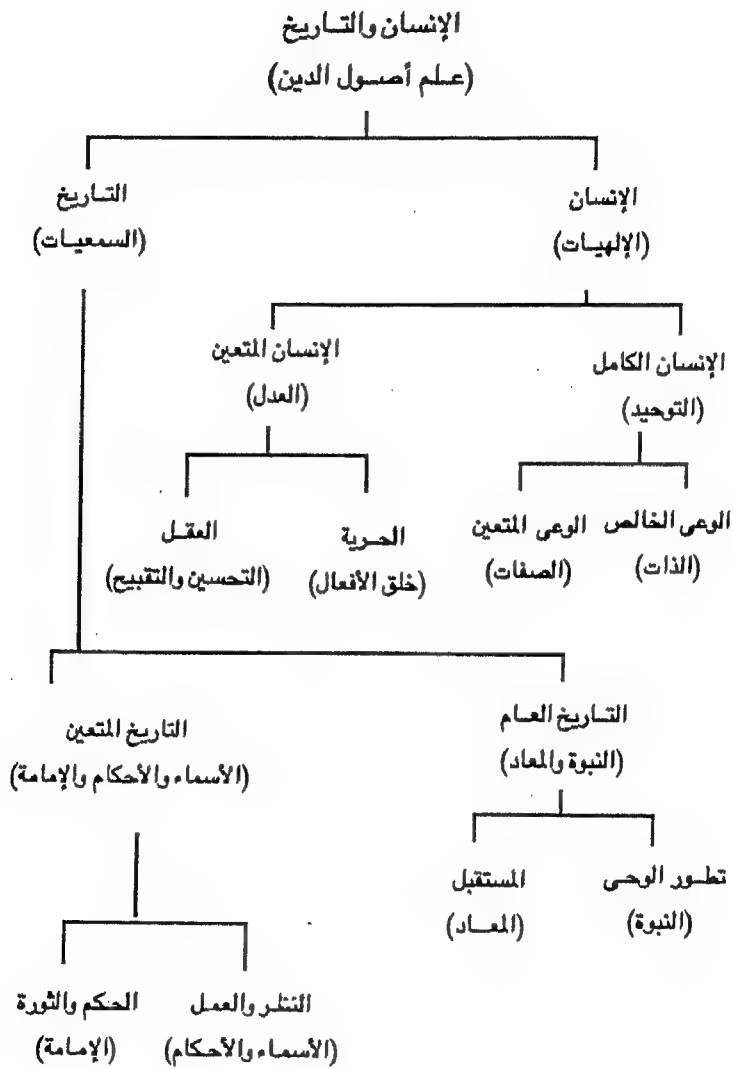 الإنسان والتاريخ
(علم أصول الدين)
الإنسان
(الإلهيات)
التاريخ
(السمعيات)
الإنسان الكامل
(التوحيد)
الإنسان المتعين
(العدل)
الوعى الخالص
(الذات)
الوعى المتعين
(الصفات)
الحرية
(خلق الأفعال)
العقل
(التحسين والتقبيح)
التاريخ العام
(النبوة والمعاد)
التاريخ المتعين
(الأسماء والأحكام والإمامة)
تطور الوحى
(النبوة)
المستقبل
(المعاد)
النظر والعمل
(الأسماء والأحكام)
الحكم والثورة
(الإمامة)